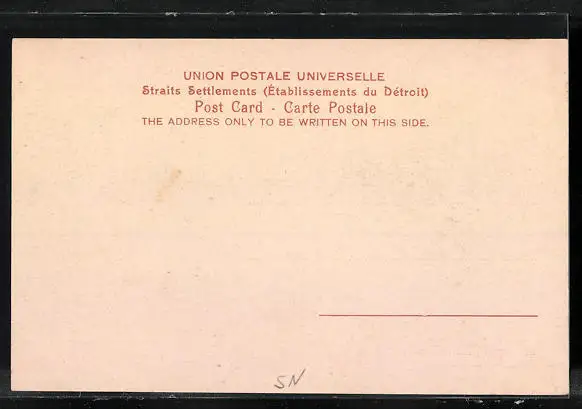 UNION POSTALE UNIVERSELLE
Straits Settlements (Établissements du Détroit)
Post Card - Carte Postale
THE ADDRESS ONLY TO BE WRITTEN ON THIS SIDE.
SN